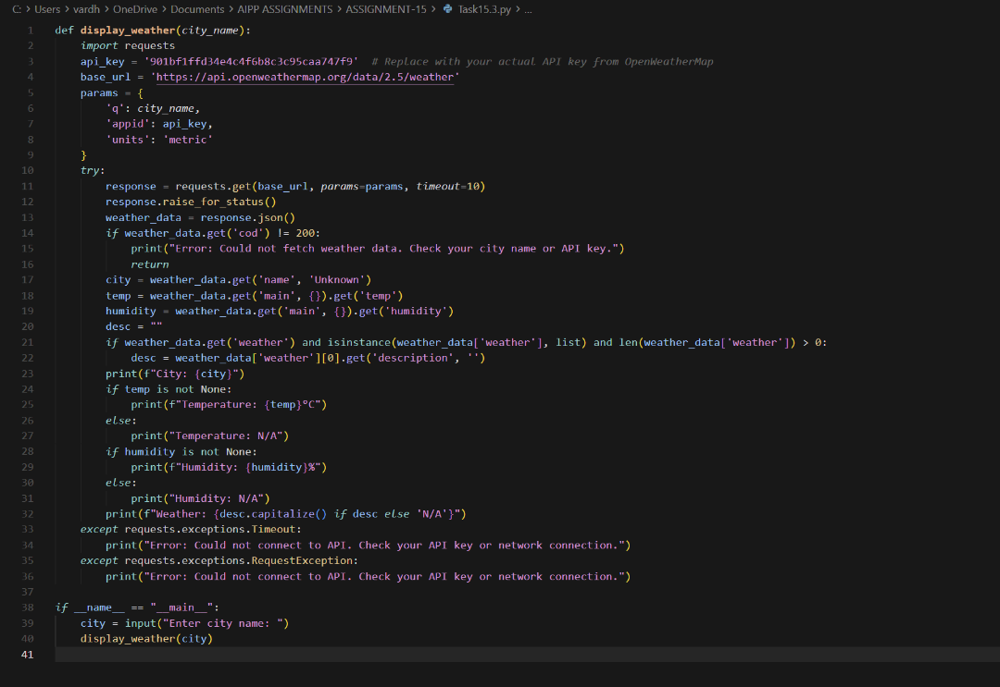 C: > Users > vardh > OneDrive > Documents > AIPP ASSIGNMENTS > ASSIGNMENT-15 > Task15.3.py > ...
1 def display_weather(city_name):
2     import requests
3     api_key = '901bf1ffd34e4c4f6b8c3c95caa747f9'  # Replace with your actual API key from OpenWeatherMap
4     base_url = 'https://api.openweathermap.org/data/2.5/weather'
5     params = {
6         'q': city_name,
7         'appid': api_key,
8         'units': 'metric'
9     }
10     try:
11         response = requests.get(base_url, params=params, timeout=10)
12         response.raise_for_status()
13         weather_data = response.json()
14         if weather_data.get('cod') != 200:
15             print("Error: Could not fetch weather data. Check your city name or API key.")
16             return
17         city = weather_data.get('name', 'Unknown')
18         temp = weather_data.get('main', {}).get('temp')
19         humidity = weather_data.get('main', {}).get('humidity')
20         desc = ""
21         if weather_data.get('weather') and isinstance(weather_data['weather'], list) and len(weather_data['weather']) > 0:
22             desc = weather_data['weather'][0].get('description', '')
23         print(f"City: {city}")
24         if temp is not None:
25             print(f"Temperature: {temp}°C")
26         else:
27             print("Temperature: N/A")
28         if humidity is not None:
29             print(f"Humidity: {humidity}%")
30         else:
31             print("Humidity: N/A")
32         print(f"Weather: {desc.capitalize() if desc else 'N/A'}")
33     except requests.exceptions.Timeout:
34         print("Error: Could not connect to API. Check your API key or network connection.")
35     except requests.exceptions.RequestException:
36         print("Error: Could not connect to API. Check your API key or network connection.")
37
38 if __name__ == "__main__":
39     city = input("Enter city name: ")
40     display_weather(city)
41